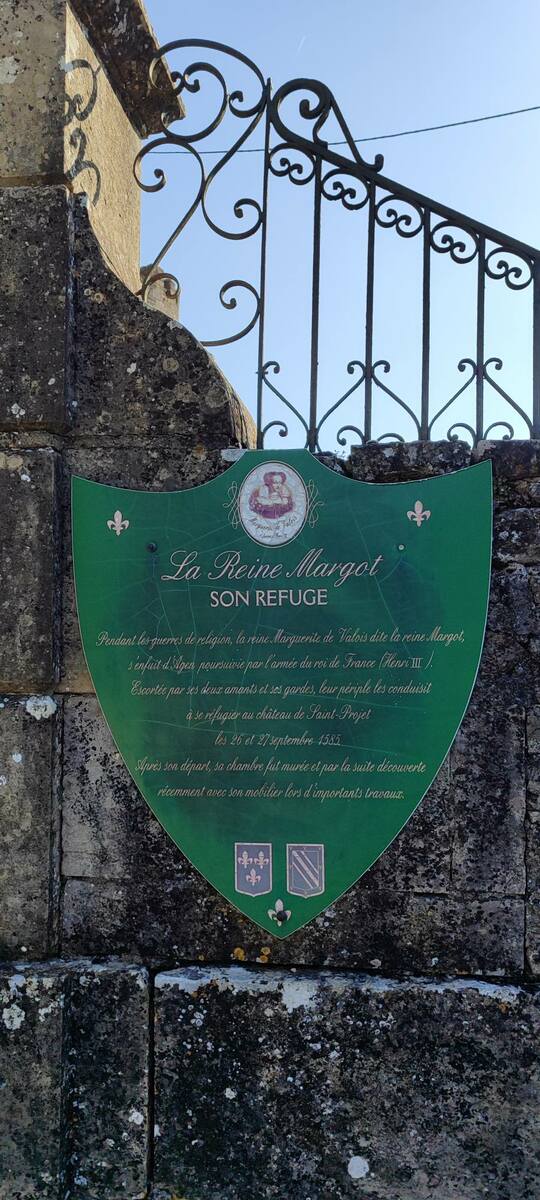 Marguerite de Valois
La Reine Margot
SON REFUGE
Pendant les guerres de religion, la reine Marguerite de Valois dite la reine Margot,
s'enfuit d'Agen poursuivie par l'armée du roi de France (Henri III).
Escortée par ses deux amants et ses gardes, leur périple les conduisit
à se réfugier au château de Saint-Projet
les 26 et 27 septembre 1585.
Après son départ, sa chambre fut murée et par la suite découverte
récemment avec son mobilier lors d'importants travaux.